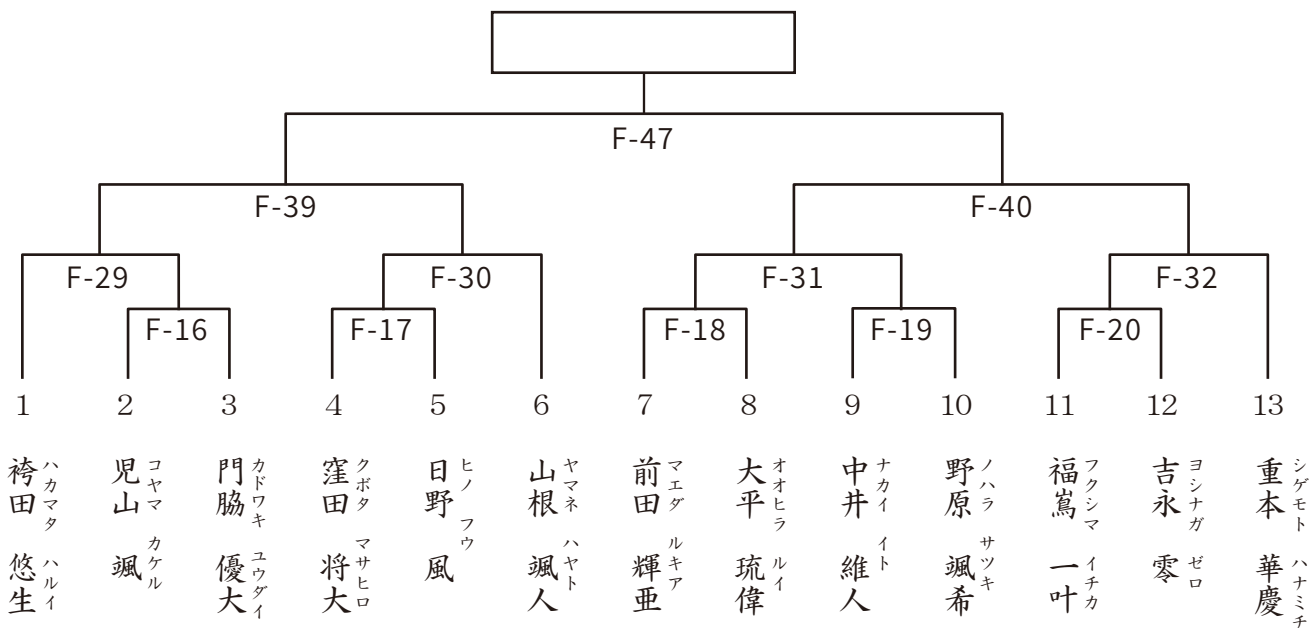 F-47
F-39
F-40
F-29
F-30
F-31
F-32
F-16
F-17
F-18
F-19
F-20
1
2
3
4
5
6
7
8
9
10
11
12
13
袴田 悠生
ハカマタ ハルイ
児山 颯
コヤマ カケル
門脇 優大
カドワキ ユウダイ
窪田 将大
クボタ マサヒロ
日野 風
ヒノ フウ
山根 颯人
ヤマネ ハヤト
前田 輝亜
マエダ ルキア
大平 琉偉
オオヒラ ルイ
中井 維人
ナカイ イト
野原 颯希
ノハラ サツキ
福嶌 一叶
フクシマ イチカ
吉永 零
ヨシナガ ゼロ
重本 華慶
シゲモト ハナミチ